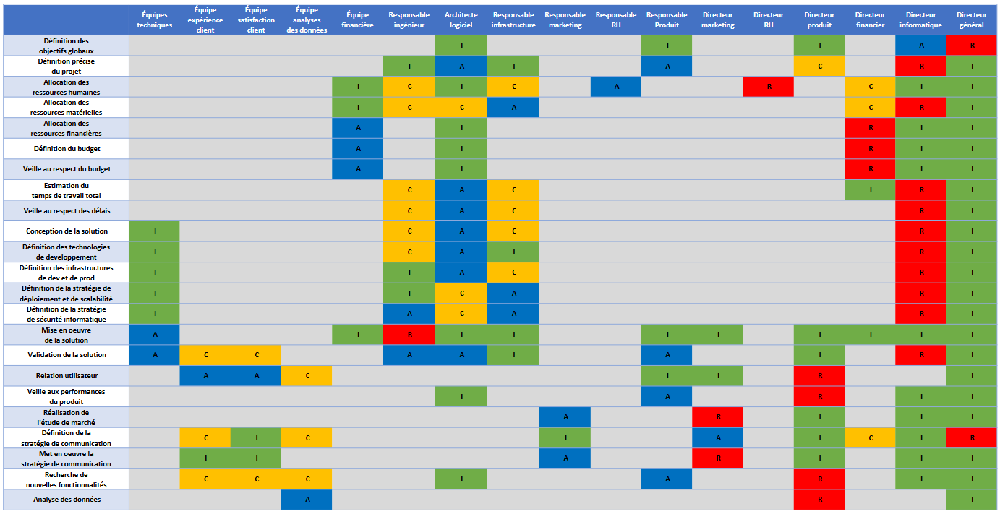 Équipes
techniques
Équipe
expérience
client
Équipe
satisfaction
client
Équipe
analyses
des données
Équipe
financière
Responsable
ingénieur
Architecte
logiciel
Responsable
infrastructure
Responsable
marketing
Responsable
RH
Responsable
Produit
Directeur
marketing
Directeur
RH
Directeur
produit
Directeur
financier
Directeur
informatique
Directeur
général
Définition des
objectifs globaux
I I I A R
Définition précise
du projet
I A I A C R I
Allocation des
ressources humaines
I C I C A R C I I
Allocation des
ressources matérielles
I C C A C R I
Allocation des
ressources financières
A I R I I
Définition du budget
A I R I I
Veille au respect du budget
A I R I I
Estimation du
temps de travail total
C A C I R I
Veille au respect des délais
C A C R I
Conception de la solution
I C A C R I
Définition des technologies
de developpement
I C A I R I
Définition des infrastructures
de dev et de prod
I I A C R I
Définition de la stratégie de
déploiement et de scalabilité
I I C A R I
Définition de la stratégie
de sécurité informatique
I A C A R I
Mise en oeuvre
de la solution
A I R I I I I I I I I
Validation de la solution
A C C A A I A I R I
Relation utilisateur
A A C I I R I
Veille aux performances
du produit
I A R I I
Réalisation de
l'étude de marché
A R I I I
Définition de la
stratégie de communication
C I C I A I C I R
Met en oeuvre la
stratégie de communication
I I A R I I I
Recherche de
nouvelles fonctionnalités
C C C I A R I I
Analyse des données
A R I